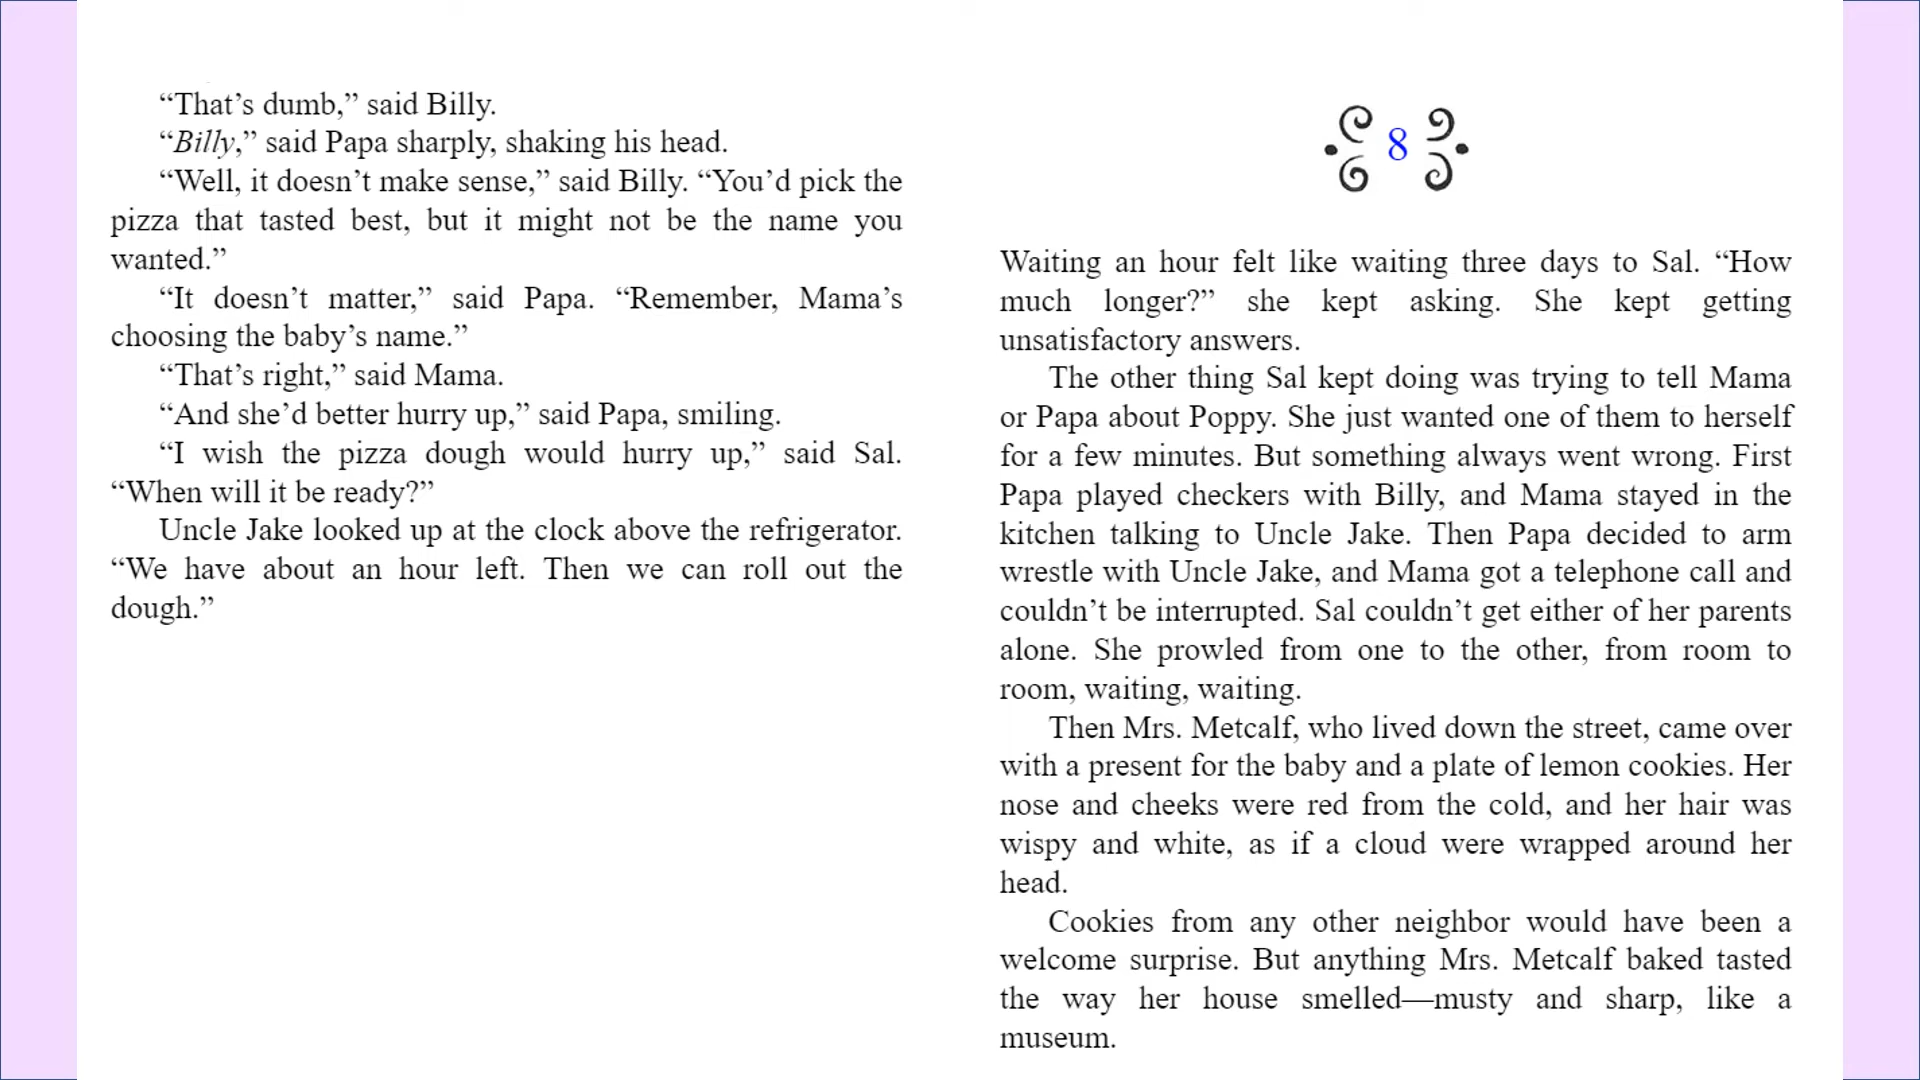 “That’s dumb,” said Billy.
“Billy,” said Papa sharply, shaking his head.
“Well, it doesn’t make sense,” said Billy. “You’d pick the
pizza that tasted best, but it might not be the name you
wanted.”
“It doesn’t matter,” said Papa. “Remember, Mama’s
choosing the baby’s name.”
“That’s right,” said Mama.
“And she’d better hurry up,” said Papa, smiling.
“I wish the pizza dough would hurry up,” said Sal.
“When will it be ready?”
Uncle Jake looked up at the clock above the refrigerator.
“We have about an hour left. Then we can roll out the
dough.”
8
Waiting an hour felt like waiting three days to Sal. “How
much longer?” she kept asking. She kept getting
unsatisfactory answers.
The other thing Sal kept doing was trying to tell Mama
or Papa about Poppy. She just wanted one of them to herself
for a few minutes. But something always went wrong. First
Papa played checkers with Billy, and Mama stayed in the
kitchen talking to Uncle Jake. Then Papa decided to arm
wrestle with Uncle Jake, and Mama got a telephone call and
couldn’t be interrupted. Sal couldn’t get either of her parents
alone. She prowled from one to the other, from room to
room, waiting, waiting.
Then Mrs. Metcalf, who lived down the street, came over
with a present for the baby and a plate of lemon cookies. Her
nose and cheeks were red from the cold, and her hair was
wispy and white, as if a cloud were wrapped around her
head.
Cookies from any other neighbor would have been a
welcome surprise. But anything Mrs. Metcalf baked tasted
the way her house smelled—musty and sharp, like a
museum.